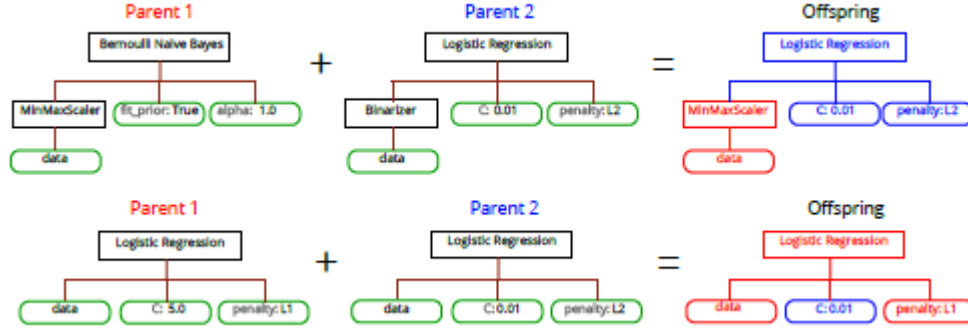 Parent 1 Parent 2 Offspring
Bernoulli Naive Bayes Logistic Regression Logistic Regression
+ =
MinMaxScaler fit_prior: True alpha: 1.0 Binarizer C: 0.01 penalty: L2 MinMaxScaler C: 0.01 penalty: L2
data data data
Parent 1 Parent 2 Offspring
Logistic Regression Logistic Regression Logistic Regression
+ =
data C: 5.0 penalty: L1 data C: 0.01 penalty: L2 data C: 0.01 penalty: L1